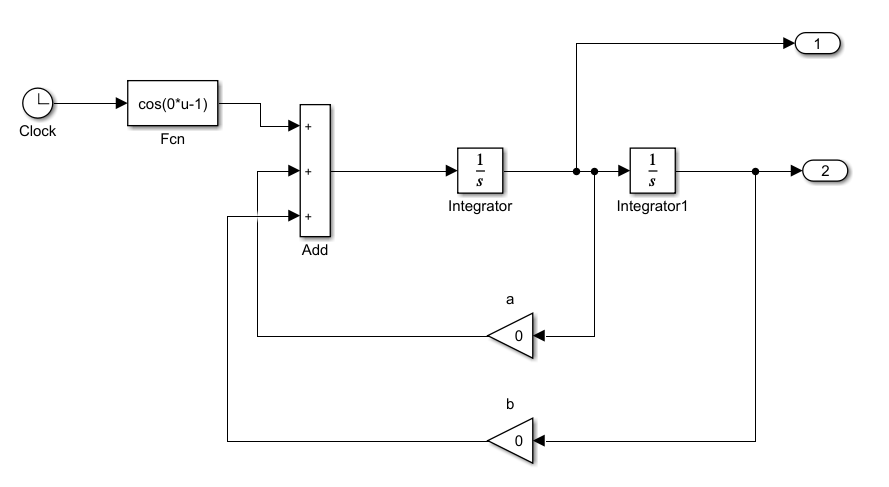 1
cos(0*u-1)
Clock
Fcn
+
+
+
Add
1
s
Integrator
1
s
Integrator1
2
a
0
b
0